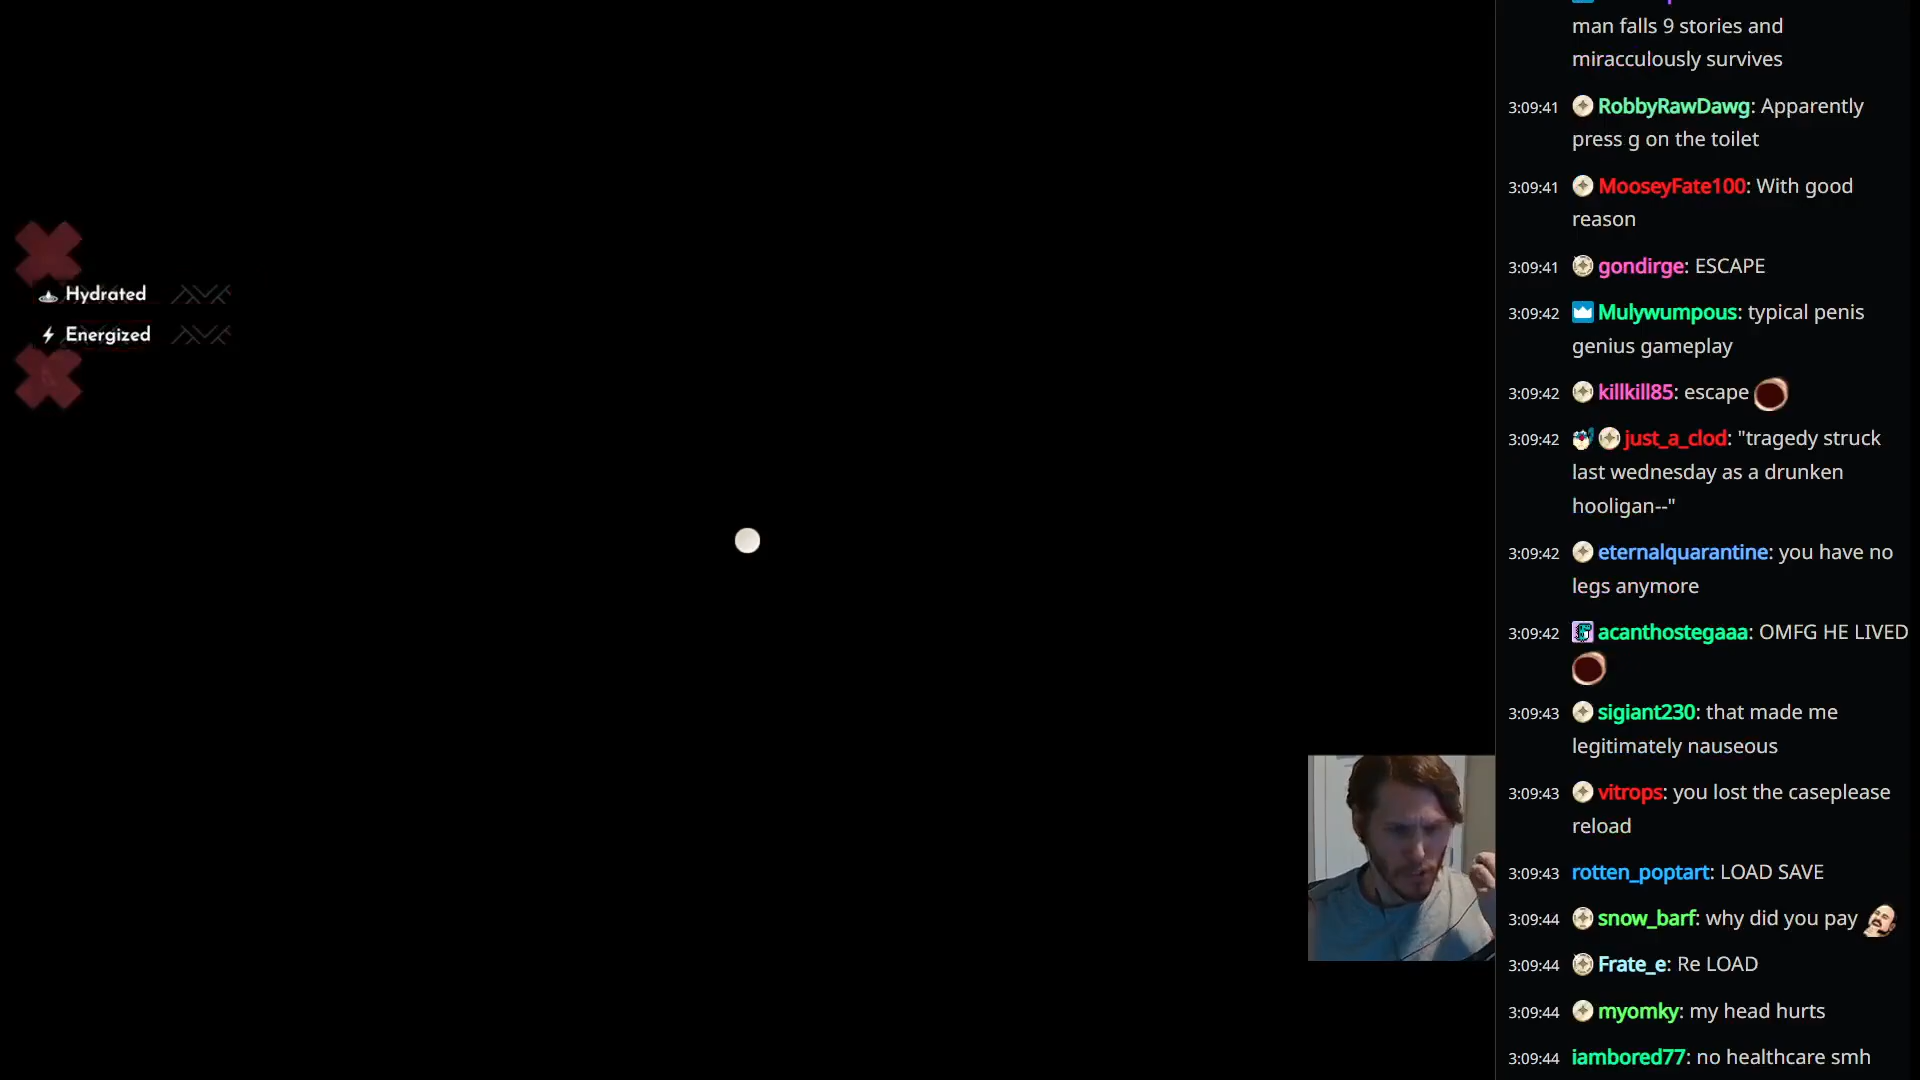 Hydrated
Energized
man falls 9 stories and
miracculously survives
3:09:41 RobbyRawDawg: Apparently
press g on the toilet
3:09:41 MooseyFate100: With good
reason
3:09:41 gondirge: ESCAPE
3:09:42 Mulywumpous: typical penis
genius gameplay
3:09:42 killkill85: escape
3:09:42 just_a_clod: "tragedy struck
last wednesday as a drunken
hooligan--"
3:09:42 eternalquarantine: you have no
legs anymore
3:09:42 acanthostegaaa: OMFG HE LIVED
3:09:43 sigiant230: that made me
legitimately nauseous
3:09:43 vitrops: you lost the caseplease
reload
3:09:43 rotten_poptart: LOAD SAVE
3:09:44 snow_barf: why did you pay
3:09:44 Frate_e: Re LOAD
3:09:44 myomky: my head hurts
3:09:44 iambored77: no healthcare smh